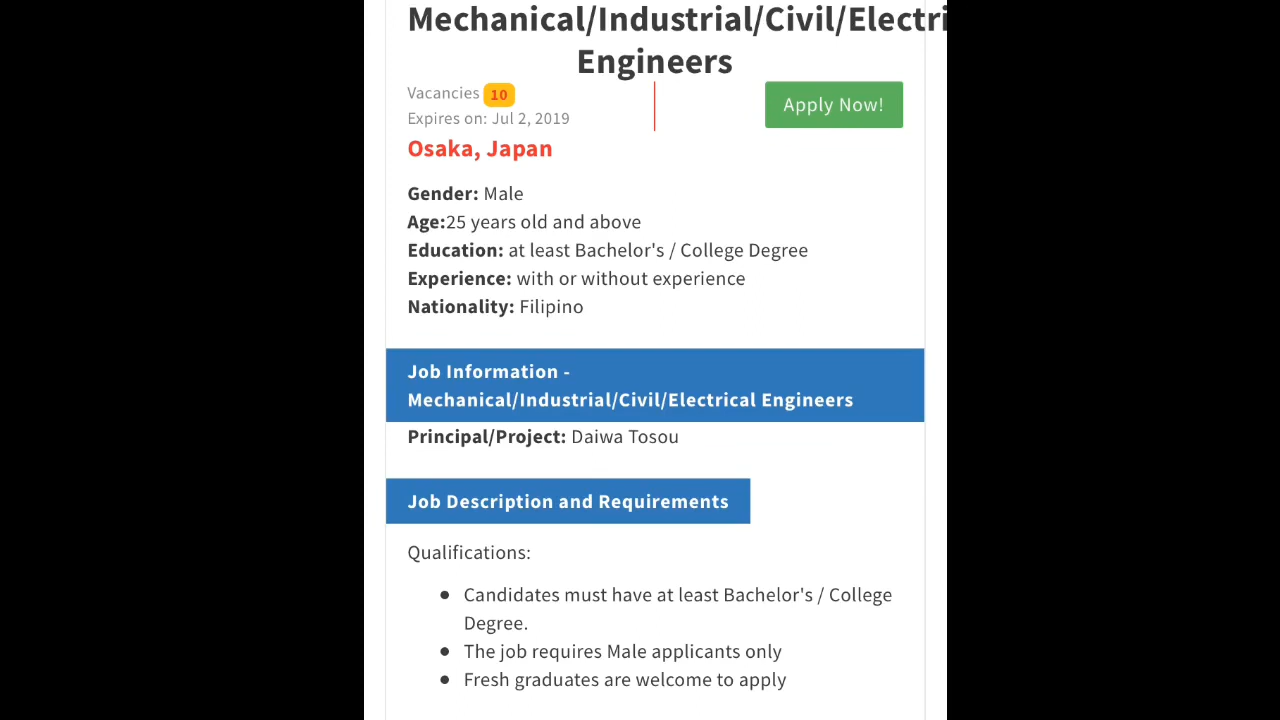 Mechanical/Industrial/Civil/Electri
Engineers
Vacancies 10
Apply Now!
Expires on: Jul 2, 2019
Osaka, Japan
Gender: Male
Age:25 years old and above
Education: at least Bachelor's / College Degree
Experience: with or without experience
Nationality: Filipino
Job Information -
Mechanical/Industrial/Civil/Electrical Engineers
Principal/Project: Daiwa Tosou
Job Description and Requirements
Qualifications:
Candidates must have at least Bachelor's / College
Degree.
The job requires Male applicants only
Fresh graduates are welcome to apply